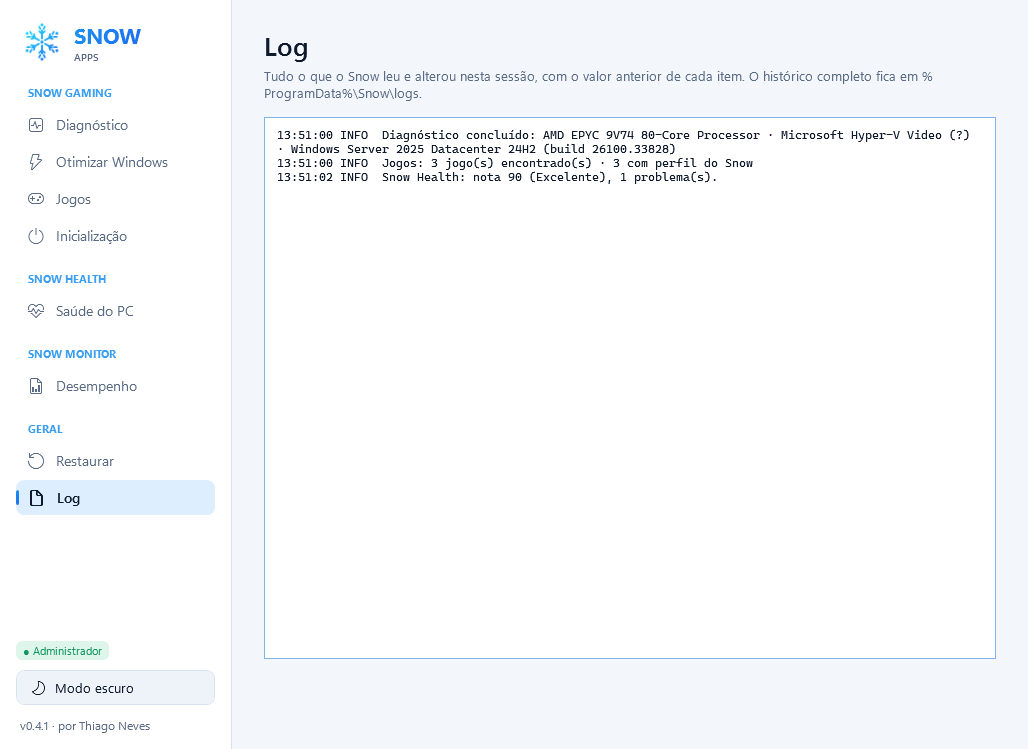 SNOW
APPS
SNOW GAMING
Diagnóstico
Otimizar Windows
Jogos
Inicialização
SNOW HEALTH
Saúde do PC
SNOW MONITOR
Desempenho
GERAL
Restaurar
Log
● Administrador
Modo escuro
v0.4.1 · por Thiago Neves
Log
Tudo o que o Snow leu e alterou nesta sessão, com o valor anterior de cada item. O histórico completo fica em %
ProgramData%\Snow\logs.
13:51:00 INFO  Diagnóstico concluído: AMD EPYC 9V74 80-Core Processor · Microsoft Hyper-V Video (?)
· Windows Server 2025 Datacenter 24H2 (build 26100.33828)
13:51:00 INFO  Jogos: 3 jogo(s) encontrado(s) · 3 com perfil do Snow
13:51:02 INFO  Snow Health: nota 90 (Excelente), 1 problema(s).